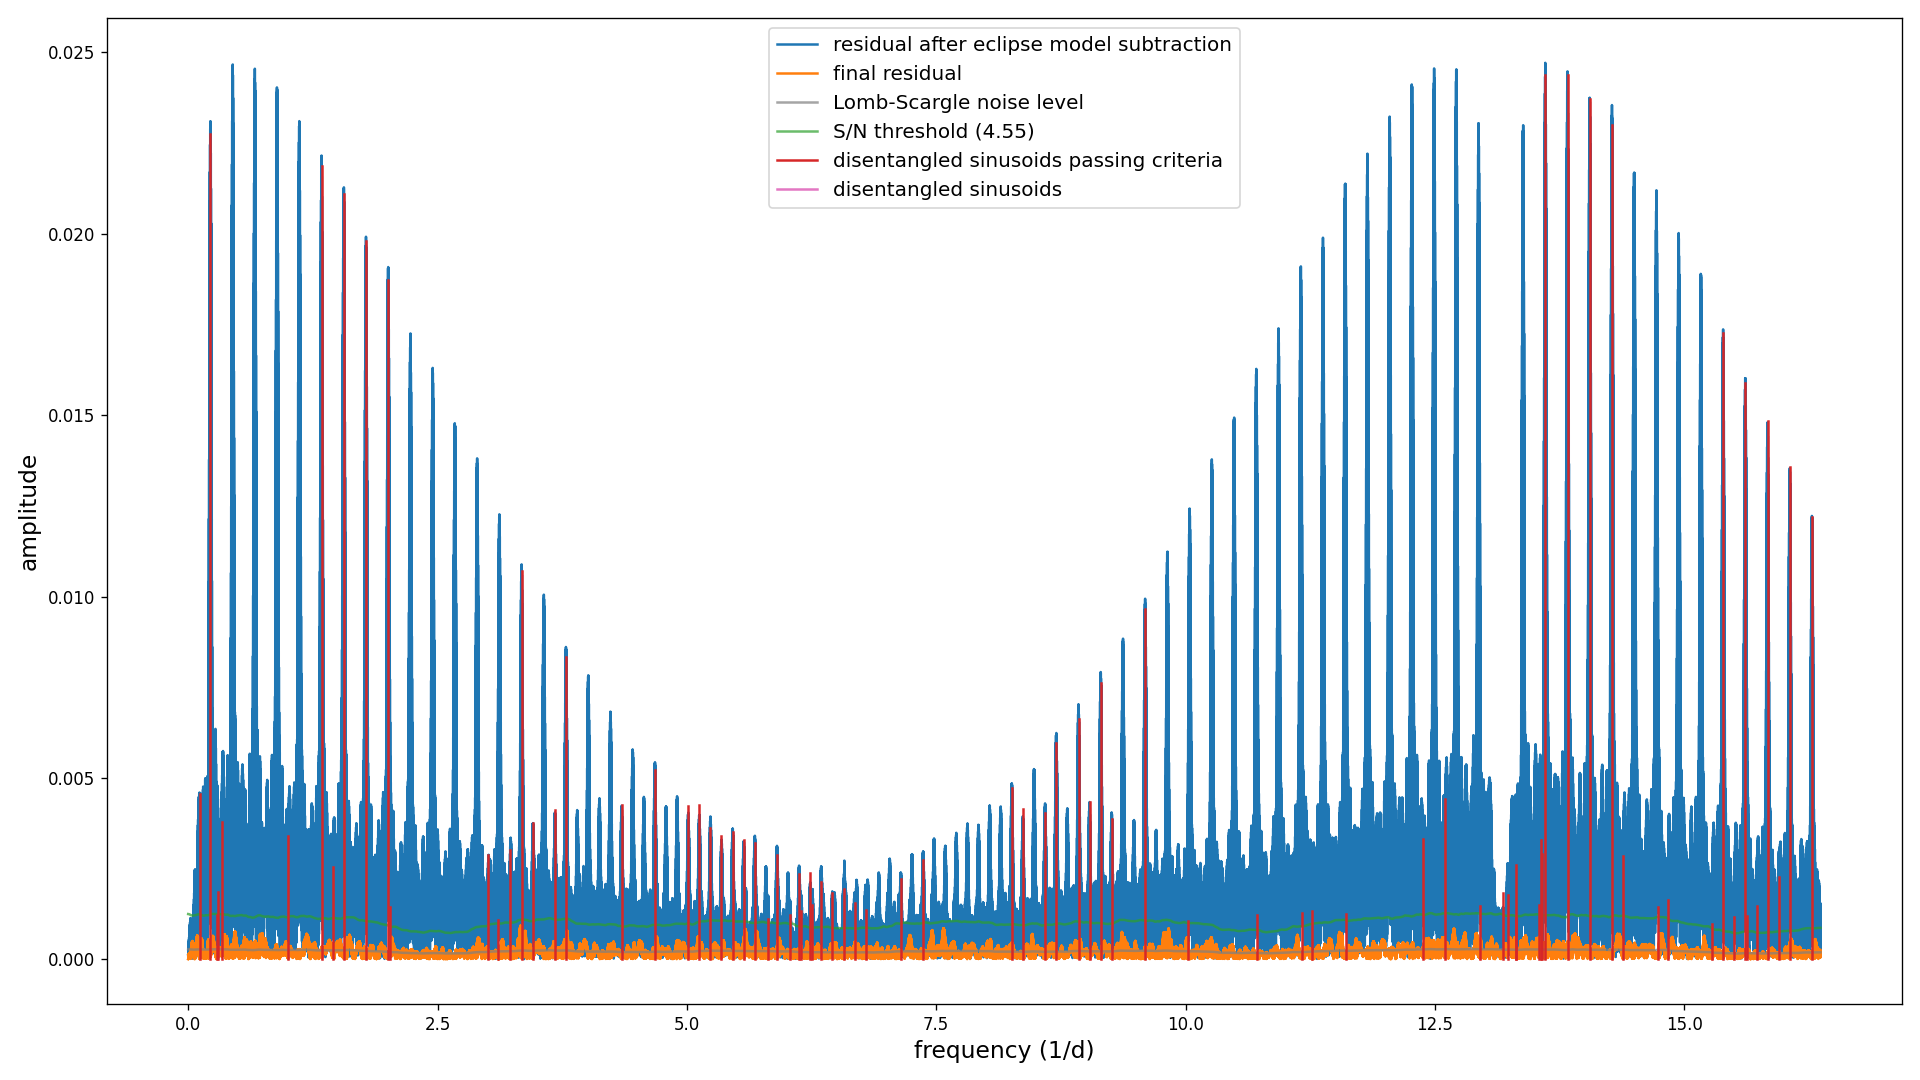 residual after eclipse model subtraction
final residual
Lomb-Scargle noise level
S/N threshold (4.55)
disentangled sinusoids passing criteria
disentangled sinusoids
0.025
0.020
0.015
0.010
0.005
0.000
amplitude
0.0 2.5 5.0 7.5 10.0 12.5 15.0
frequency (1/d)